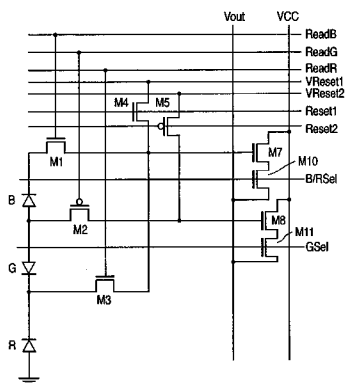 Vout VCC
ReadB
ReadG
ReadR
VReset1
M4 M5 VReset2
Reset1
Reset2
M1 M7
M10
B/RSel
B
M2 M8
M11
GSel
G
M3
R